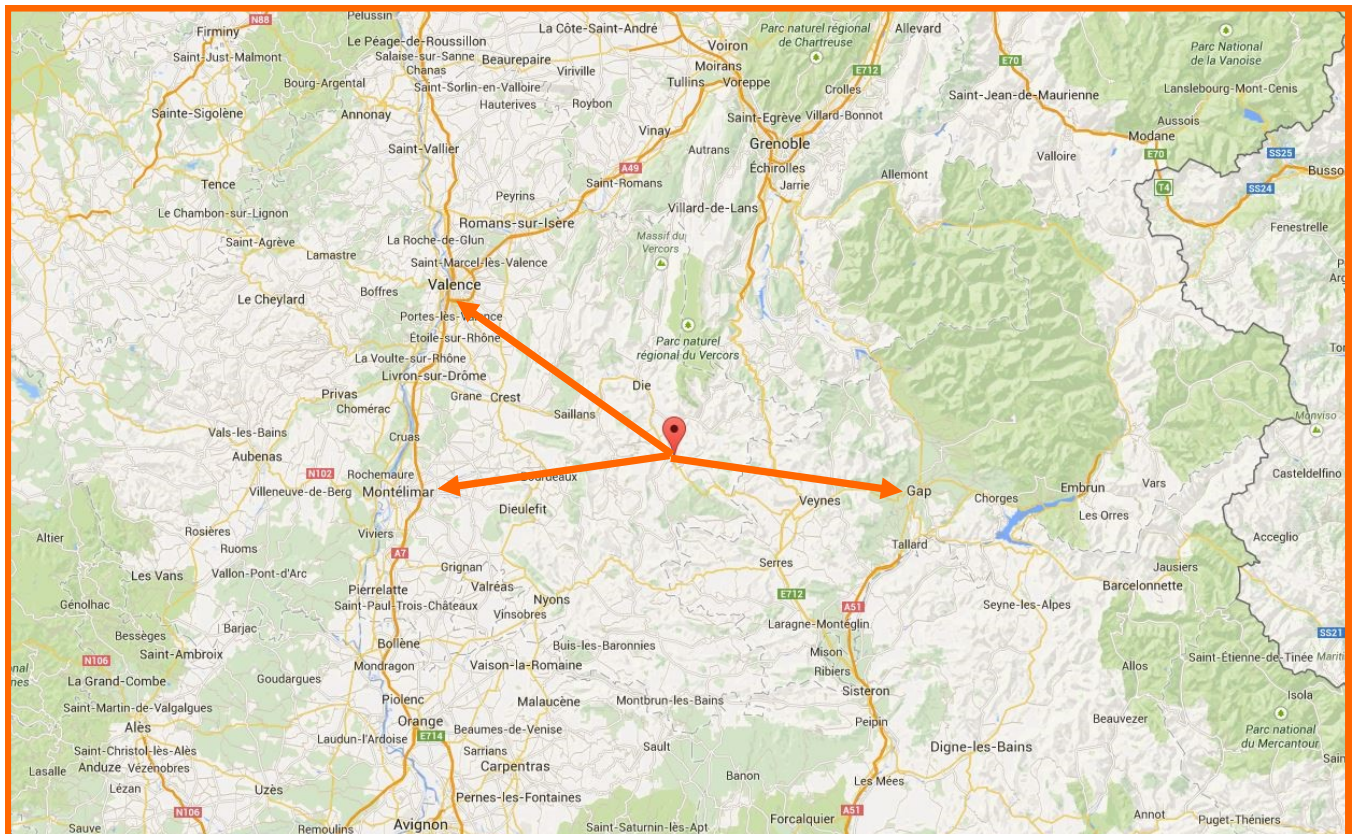 Pélussin
N88
Firminy
La Côte-Saint-André
Parc naturel régional
de Chartreuse
Allevard
Le Péage-de-Roussillon
Voiron
Parc National
de la Vanoise
Saint-Just-Malmont
Salaise-sur-Sanne
Beaurepaire
Moirans
E70
Chanas
Viriville
Tullins
Voreppe
E712
Bourg-Argental
Saint-Sorlin-en-Valloire
Crolles
Saint-Jean-de-Maurienne
Lanslebourg-Mont-Cenis
Sainte-Sigolène
Annonay
Hauterives
Roybon
Saint-Egrève
Villard-Bonnot
Aussois
Vinay
Grenoble
Modane
Saint-Vallier
Autrans
E70
Valloire
SS25
A49
Échirolles
Busso
Tence
Saint-Romans
Jarrie
Allemont
T4
SS24
Peyrins
Le Chambon-sur-Lignon
Romans-sur-Isère
Villard-de-Lans
Fenestrelle
Saint-Agrève
La Roche-de-Glun
Massif du
Vercors
Lamastre
Saint-Marcel-lès-Valence
Valence
Le Cheylard
Boffres
Portes-lès-Valence
Étoile-sur-Rhône
Parc naturel
régional du Vercors
La Voulte-sur-Rhône
Livron-sur-Drôme
Die
Privas
Grane
Crest
Chomérac
Saillans
Monviso
Vals-les-Bains
Cruas
Aubenas
N102
Rochemaure
Bourdeaux
Casteldelfino
Villeneuve-de-Berg
Montélimar
Gap
Embrun
Vars
Veynes
Chorges
Dieulefit
Les Orres
Rosières
Viviers
Altier
Acceglio
Ruoms
A7
Tallard
Serres
Jausiers
Les Vans
Vallon-Pont-d'Arc
Grignan
Valréas
Barcelonnette
Pierrelatte
E712
Génolhac
Saint-Paul-Trois-Châteaux
Nyons
A51
Seyne-les-Alpes
Vinsobres
Barjac
Laragne-Montéglin
Bessèges
Bollène
Buis-les-Baronnies
SS21
Saint-Ambroix
Mison
N106
Mondragon
Vaison-la-Romaine
Ribiers
Allos
Saint-Étienne-de-Tinée
La Grand-Combe
Goudargues
Sisteron
Piolenc
Malaucène
Montbrun-les-Bains
Isola
Saint-Martin-de-Valgalgues
Orange
Peipin
Beauvezer
Parc national
du Mercantour
Alès
Laudun-l'Ardoise
E714
Beaumes-de-Venise
Saint-Christol-lès-Alès
Sarrians
Sault
Digne-les-Bains
Lasalle
Anduze
Vézénobres
Carpentras
Banon
Les Mées
Lézan
Uzès
Pernes-les-Fontaines
N106
A51
Forcalquier
Annot
Puget-Théniers
Sauve
Remoulins
Avignon
Saint-Saturnin-lès-Apt